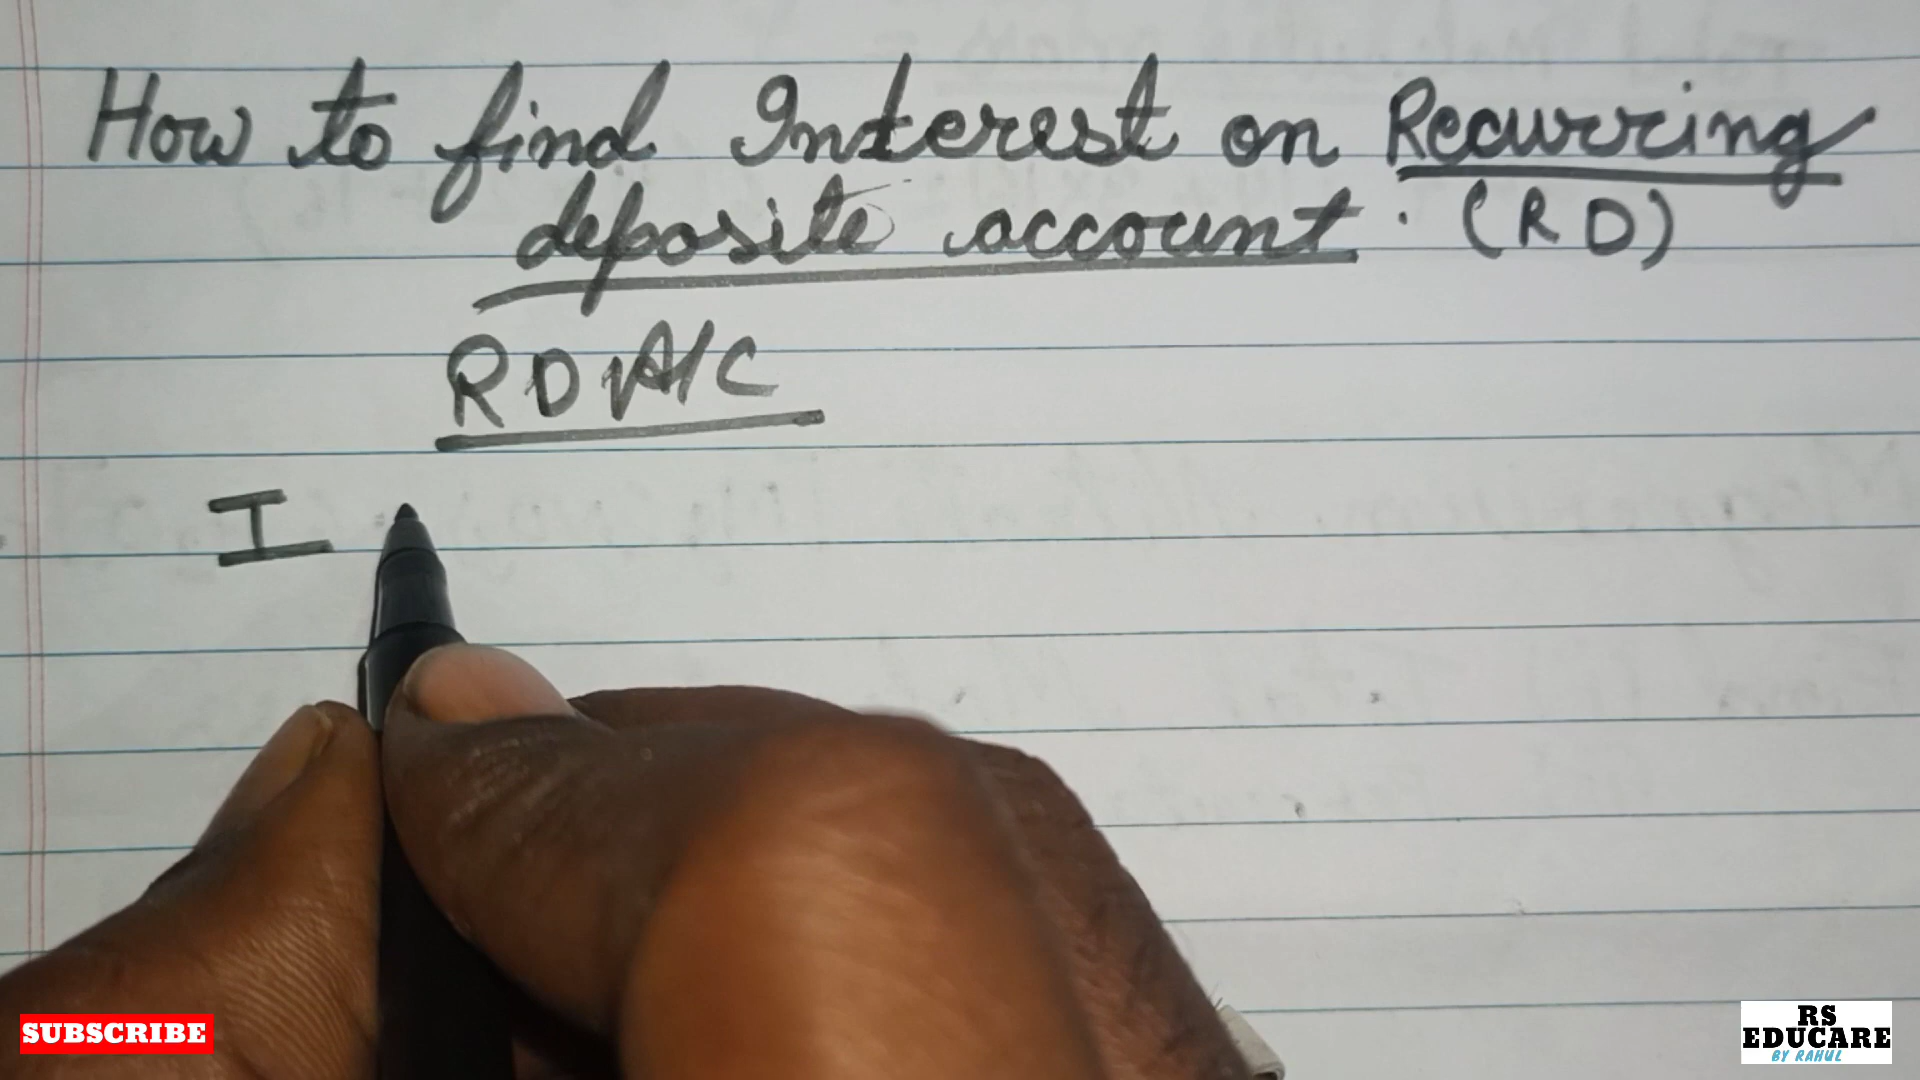 How to find Interest on Recurring
deposite account. (RD)
RD A/C
I
SUBSCRIBE
RS
EDUCARE
BY RAHUL